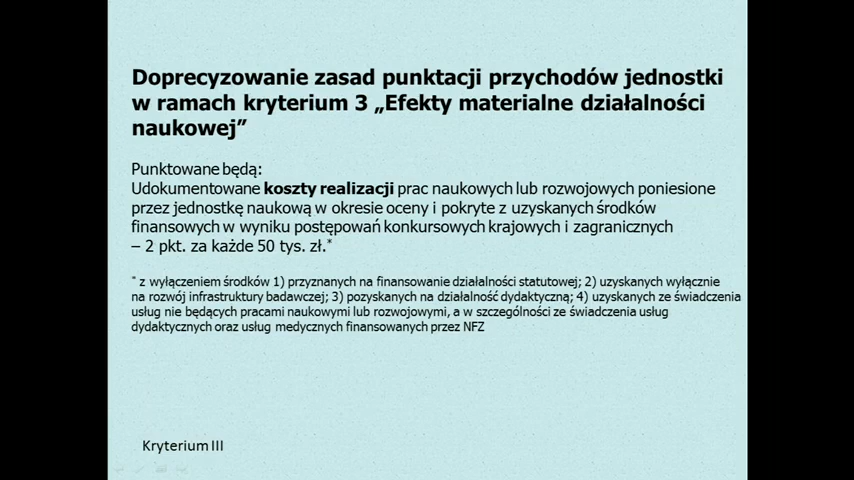 Doprecyzowanie zasad punktacji przychodów jednostki
w ramach kryterium 3 „Efekty materialne działalności
naukowej”
Punktowane będą:
Udokumentowane koszty realizacji prac naukowych lub rozwojowych poniesione
przez jednostkę naukową w okresie oceny i pokryte z uzyskanych środków
finansowych w wyniku postępowań konkursowych krajowych i zagranicznych
– 2 pkt. za każde 50 tys. zł.*
* z wyłączeniem środków 1) przyznanych na finansowanie działalności statutowej; 2) uzyskanych wyłącznie
na rozwój infrastruktury badawczej; 3) pozyskanych na działalność dydaktyczną; 4) uzyskanych ze świadczenia
usług nie będących pracami naukowymi lub rozwojowymi, a w szczególności ze świadczenia usług
dydaktycznych oraz usług medycznych finansowanych przez NFZ
Kryterium III